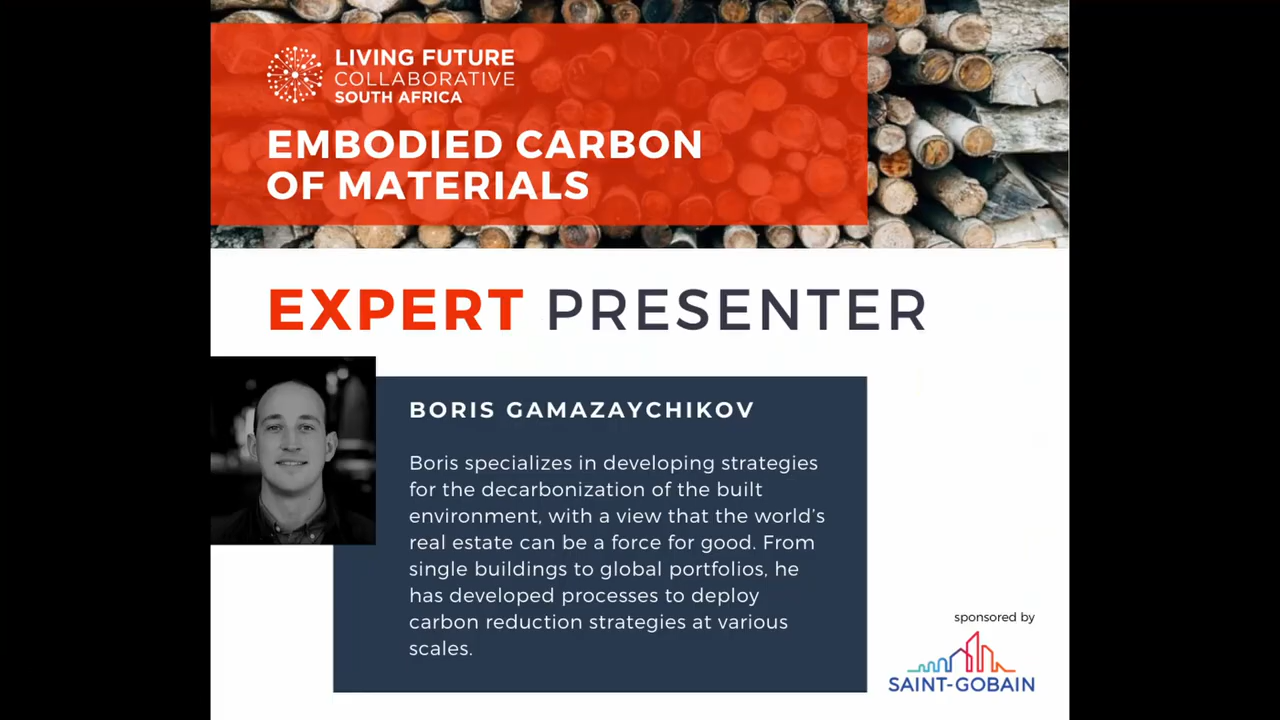 LIVING FUTURE
COLLABORATIVE
SOUTH AFRICA
EMBODIED CARBON
OF MATERIALS
EXPERT PRESENTER
BORIS GAMAZAYCHIKOV
Boris specializes in developing strategies
for the decarbonization of the built
environment, with a view that the world's
real estate can be a force for good. From
single buildings to global portfolios, he
has developed processes to deploy
carbon reduction strategies at various
scales.
sponsored by
SAINT-GOBAIN